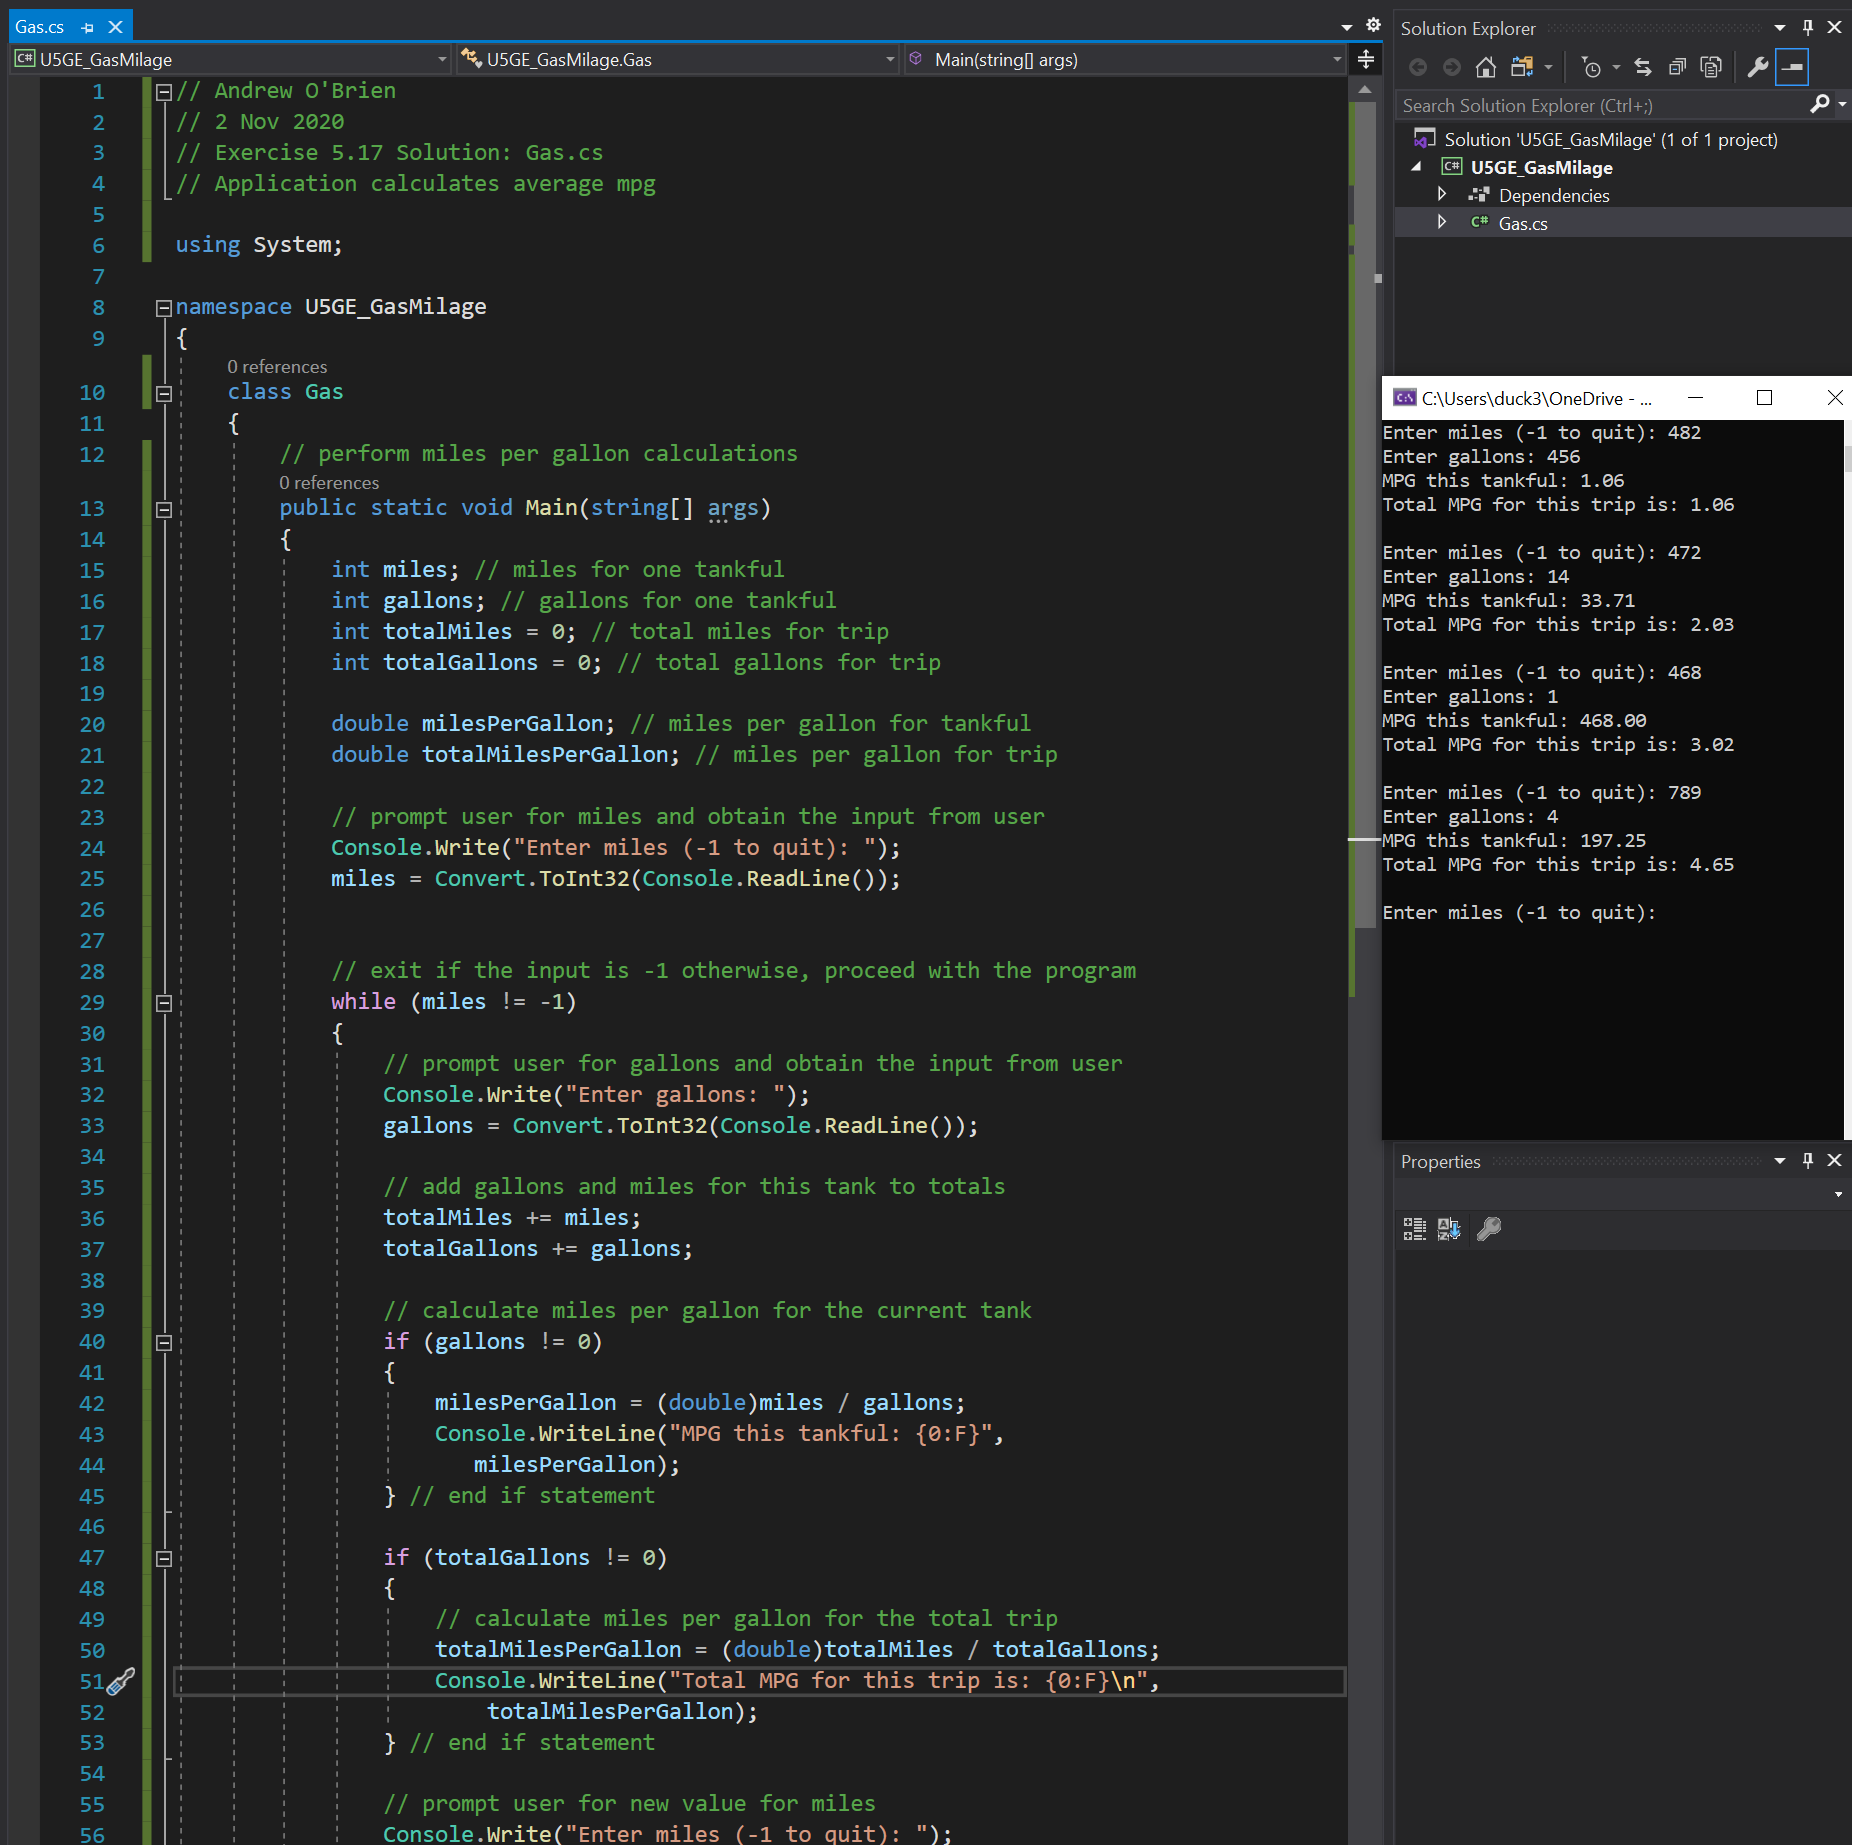 Gas.cs
U5GE_GasMilage
U5GE_GasMilage.Gas
Main(string[] args)
1 // Andrew O'Brien
2 // 2 Nov 2020
3 // Exercise 5.17 Solution: Gas.cs
4 // Application calculates average mpg
5
6 using System;
7
8 namespace U5GE_GasMilage
9 {
0 references
10 class Gas
11 {
12 // perform miles per gallon calculations
0 references
13 public static void Main(string[] args)
14 {
15 int miles; // miles for one tankful
16 int gallons; // gallons for one tankful
17 int totalMiles = 0; // total miles for trip
18 int totalGallons = 0; // total gallons for trip
19
20 double milesPerGallon; // miles per gallon for tankful
21 double totalMilesPerGallon; // miles per gallon for trip
22
23 // prompt user for miles and obtain the input from user
24 Console.Write("Enter miles (-1 to quit): ");
25 miles = Convert.ToInt32(Console.ReadLine());
26
27
28 // exit if the input is -1 otherwise, proceed with the program
29 while (miles != -1)
30 {
31 // prompt user for gallons and obtain the input from user
32 Console.Write("Enter gallons: ");
33 gallons = Convert.ToInt32(Console.ReadLine());
34
35 // add gallons and miles for this tank to totals
36 totalMiles += miles;
37 totalGallons += gallons;
38
39 // calculate miles per gallon for the current tank
40 if (gallons != 0)
41 {
42 milesPerGallon = (double)miles / gallons;
43 Console.WriteLine("MPG this tankful: {0:F}",
44 milesPerGallon);
45 } // end if statement
46
47 if (totalGallons != 0)
48 {
49 // calculate miles per gallon for the total trip
50 totalMilesPerGallon = (double)totalMiles / totalGallons;
51 Console.WriteLine("Total MPG for this trip is: {0:F}\n",
52 totalMilesPerGallon);
53 } // end if statement
54
55 // prompt user for new value for miles
56 Console.Write("Enter miles (-1 to quit): ");
Solution Explorer
Search Solution Explorer (Ctrl+;)
Solution 'U5GE_GasMilage' (1 of 1 project)
C# U5GE_GasMilage
Dependencies
C# Gas.cs
C:\Users\duck3\OneDrive - ...
Enter miles (-1 to quit): 482
Enter gallons: 456
MPG this tankful: 1.06
Total MPG for this trip is: 1.06
Enter miles (-1 to quit): 472
Enter gallons: 14
MPG this tankful: 33.71
Total MPG for this trip is: 2.03
Enter miles (-1 to quit): 468
Enter gallons: 1
MPG this tankful: 468.00
Total MPG for this trip is: 3.02
Enter miles (-1 to quit): 789
Enter gallons: 4
MPG this tankful: 197.25
Total MPG for this trip is: 4.65
Enter miles (-1 to quit):
Properties